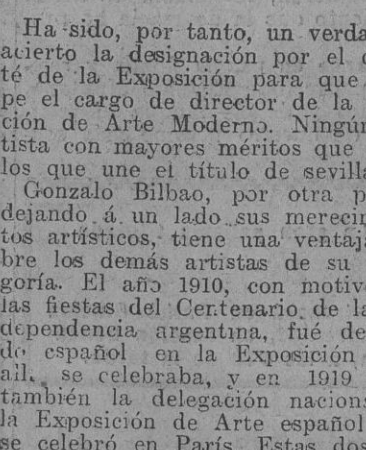 Ha sido, por tanto, un verda
acierto la designación por el c
té de la Exposición para que
pe el cargo de director de la
ción de Arte Moderno. Ningún
tista con mayores méritos que
los que une el título de sevilla
Gonzalo Bilbao, por otra p
dejando á un lado sus merecin
tos artísticos, tiene una ventaja
bre los demás artistas de su
goría. El año 1910, con motivo
las fiestas del Centenario de la
dependencia argentina, fué de
do español en la Exposición
all. se celebraba, y en 1919
también la delegación naciona
la Exposición de Arte español
se celebró en París. Estas dos